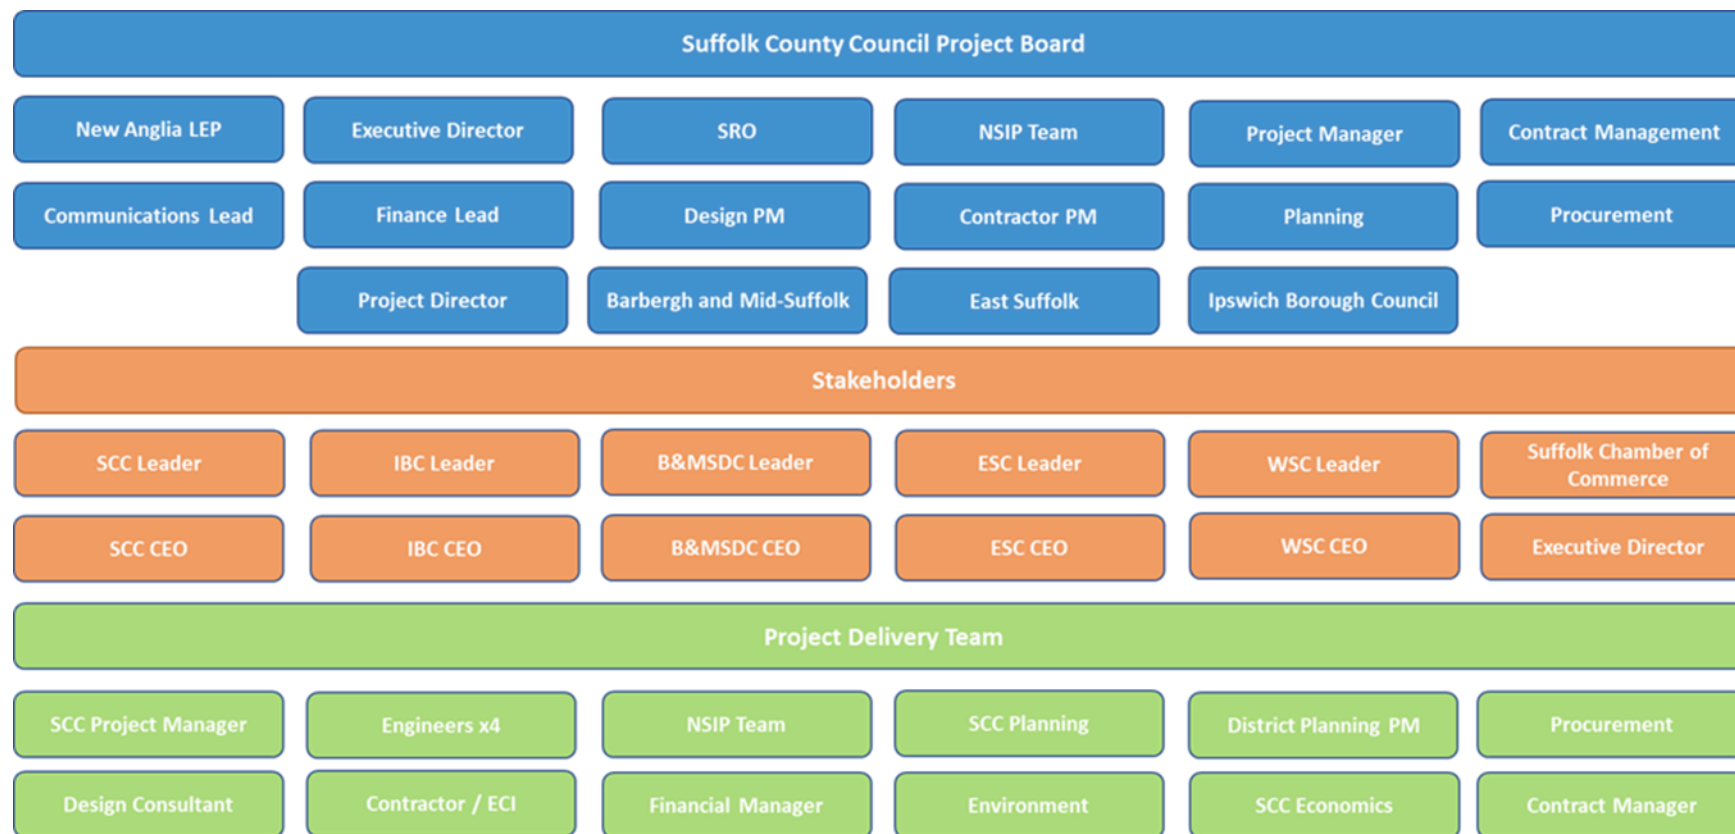 Suffolk County Council Project Board
New Anglia LEP
Executive Director
SRO
NSIP Team
Project Manager
Contract Management
Communications Lead
Finance Lead
Design PM
Contractor PM
Planning
Procurement
Project Director
Barbergh and Mid-Suffolk
East Suffolk
Ipswich Borough Council
Stakeholders
SCC Leader
IBC Leader
B&MSDC Leader
ESC Leader
WSC Leader
Suffolk Chamber of
Commerce
SCC CEO
IBC CEO
B&MSDC CEO
ESC CEO
WSC CEO
Executive Director
Project Delivery Team
SCC Project Manager
Engineers x4
NSIP Team
SCC Planning
District Planning PM
Procurement
Design Consultant
Contractor / ECI
Financial Manager
Environment
SCC Economics
Contract Manager